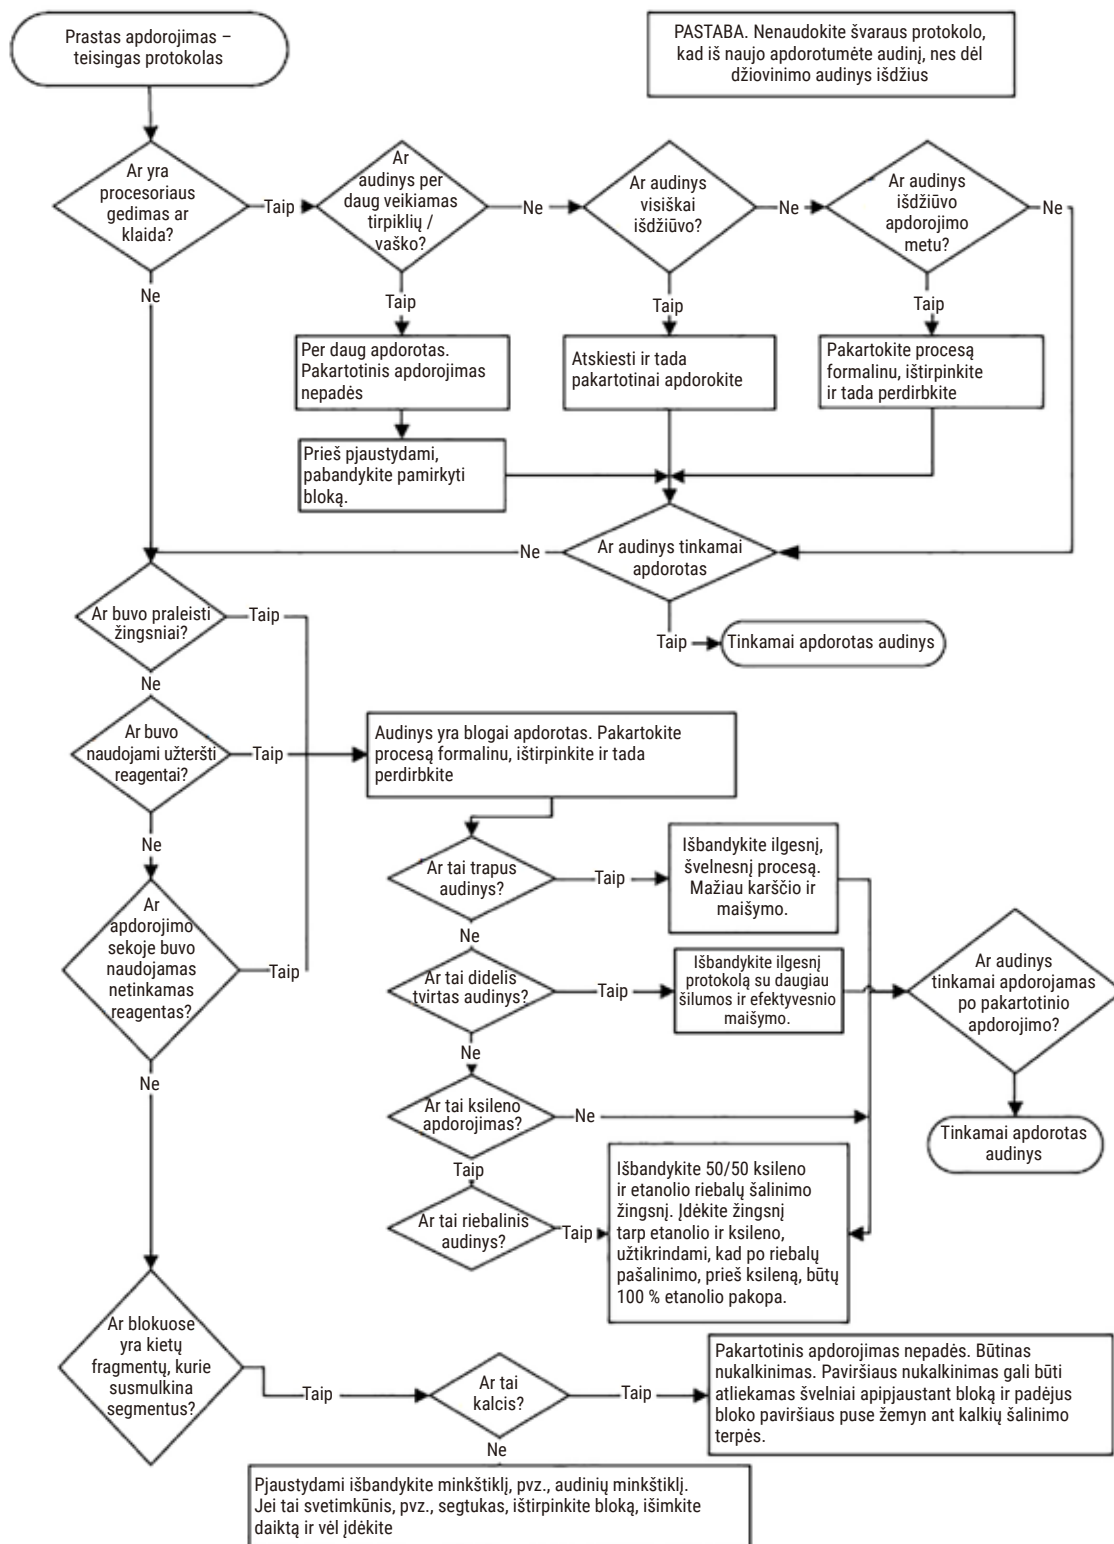 Prastas apdorojimas –
teisingas protokolas
PASTABA. Nenaudokite švaraus protokolo,
kad iš naujo apdorotumėte audinį, nes dėl
džiovinimo audinys išdžius
Ar yra
procesoriaus
gedimas ar
klaida?
Taip
Ar
audinys per
daug veikiamas
tirpiklių /
vaško?
Ne
Ar audinys
visiškai
išdžiūvo?
Ne
Ar audinys
išdžiūvo
apdorojimo
metu?
Ne
Ne
Taip
Taip
Taip
Per daug apdorotas.
Pakartotinis apdorojimas
nepadės
Atskiesti ir tada
pakartotinai apdorokite
Pakartokite procesą
formalinu, ištirpinkite
ir tada perdirbkite
Prieš pjaustydami,
pabandykite pamirkyti
bloką.
Ar audinys tinkamai
apdorotas
Ne
Taip
Tinkamai apdorotas audinys
Ar buvo praleisti
žingsniai?
Taip
Ne
Ar buvo
naudojami užteršti
reagentai?
Taip
Audinys yra blogai apdorotas. Pakartokite
procesą formalinu, ištirpinkite ir tada
perdirbkite
Ne
Ar
apdorojimo
sekoje buvo
naudojamas
netinkamas
reagentas?
Taip
Ne
Ar tai trapus
audinys?
Taip
Išbandykite ilgesnį,
švelnesnį procesą.
Mažiau karščio ir
maišymo.
Ne
Ar tai didelis
tvirtas audinys?
Taip
Išbandykite ilgesnį
protokolą su daugiau
šilumos ir efektyvesnio
maišymo.
Ar audinys
tinkamai apdorojamas
po pakartotinio
apdorojimo?
Tinkamai apdorotas
audinys
Ne
Ar tai ksileno
apdorojimas?
Ne
Taip
Ar tai riebalinis
audinys?
Taip
Išbandykite 50/50 ksileno
ir etanolio riebalų šalinimo
žingsnį. Įdėkite žingsnį
tarp etanolio ir ksileno,
užtikrindami, kad po riebalų
pašalinimo, prieš ksileną, būtų
100 % etanolio pakopa.
Ar blokuose
yra kietų
fragmentų, kurie
susmulkina
segmentus?
Taip
Ar tai
kalcis?
Taip
Pakartotinis apdorojimas nepadės. Būtinas
nukalkinimas. Paviršiaus nukalkinimas gali būti
atliekamas švelniai apipjaustant bloką ir padėjus
bloko paviršiaus puse žemyn ant kalkių šalinimo
terpės.
Ne
Pjaustydami išbandykite minkštiklį, pvz., audinių minkštiklį.
Jei tai svetimkūnis, pvz., segtukas, ištirpinkite bloką, išimkite
daiktą ir vėl įdėkite